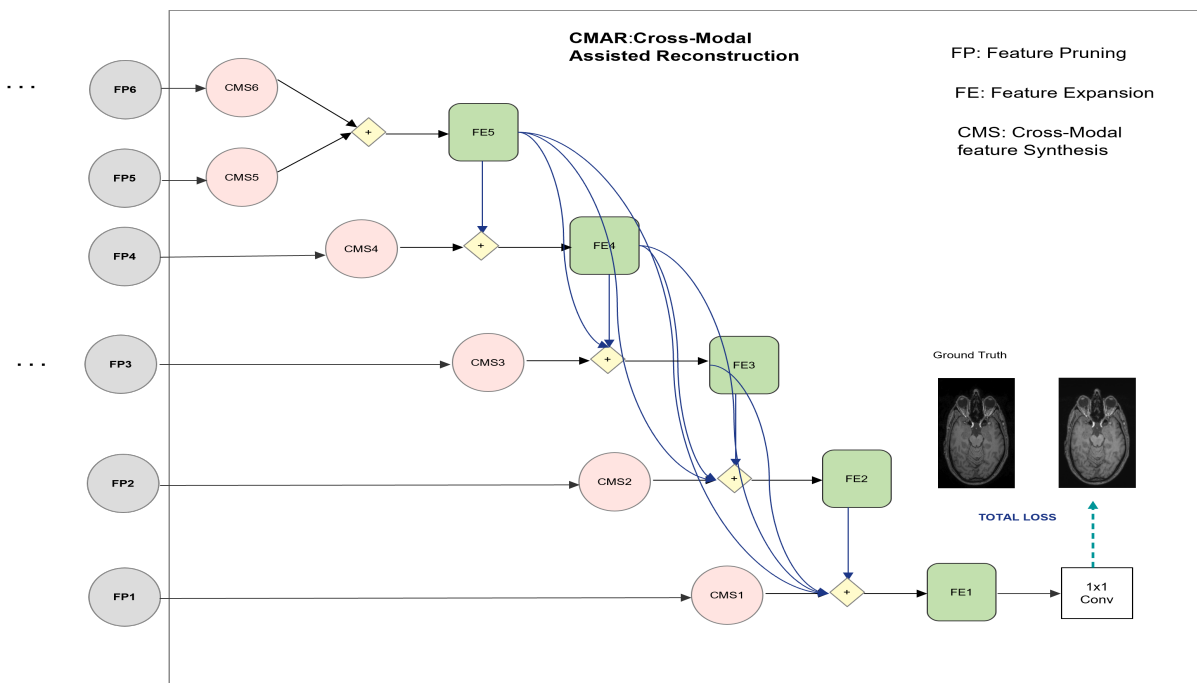 CMAR:Cross-Modal
Assisted Reconstruction
FP: Feature Pruning
FE: Feature Expansion
CMS: Cross-Modal
feature Synthesis
. . .
FP6
CMS6
+
FE5
FP5
CMS5
FP4
CMS4
+
FE4
. . .
FP3
CMS3
+
FE3
Ground Truth
FP2
CMS2
+
FE2
TOTAL LOSS
FP1
CMS1
+
FE1
1x1
Conv